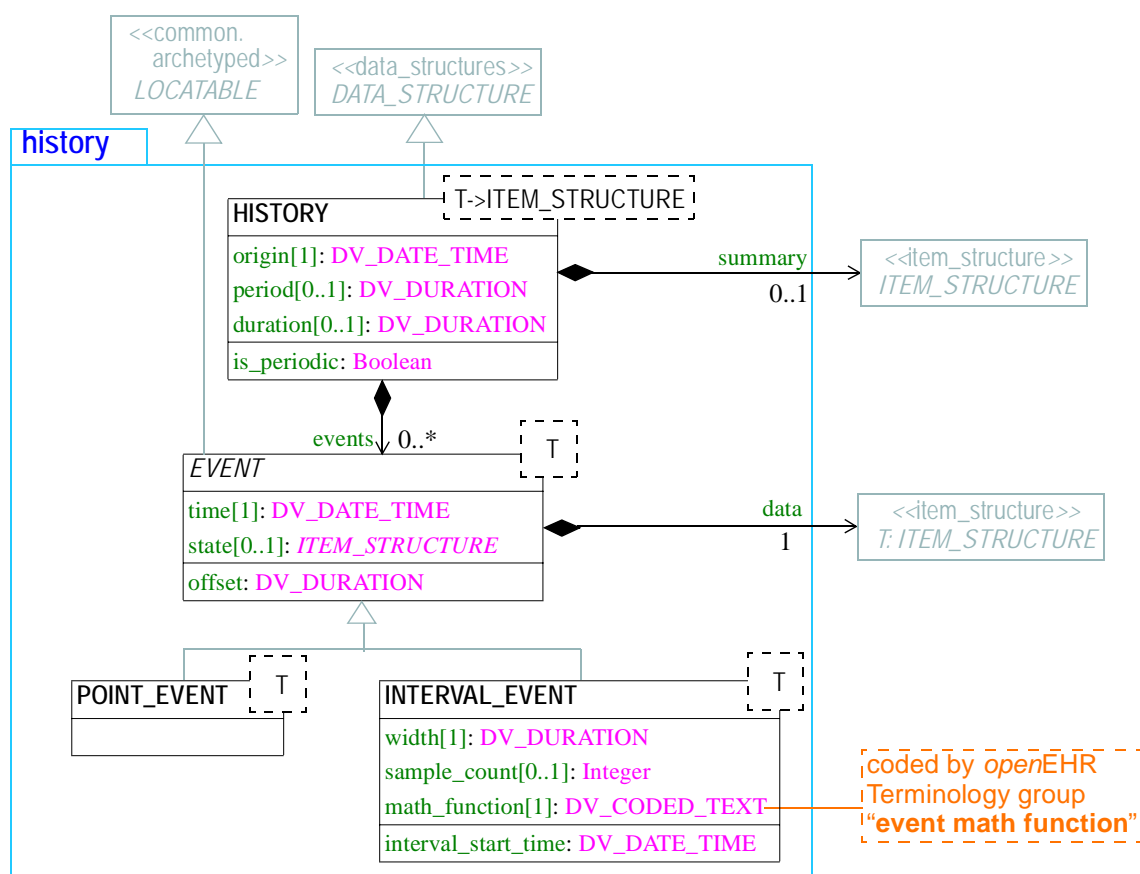 <<common.
archetyped>>
LOCATABLE
<<data_structures>>
DATA_STRUCTURE
history
T->ITEM_STRUCTURE
HISTORY
origin[1]: DV_DATE_TIME
period[0..1]: DV_DURATION
duration[0..1]: DV_DURATION
is_periodic: Boolean
summary
0..1
<<item_structure>>
ITEM_STRUCTURE
events
0..*
T
EVENT
time[1]: DV_DATE_TIME
state[0..1]: ITEM_STRUCTURE
offset: DV_DURATION
data
1
<<item_structure>>
T: ITEM_STRUCTURE
POINT_EVENT
T
INTERVAL_EVENT
T
width[1]: DV_DURATION
sample_count[0..1]: Integer
math_function[1]: DV_CODED_TEXT
interval_start_time: DV_DATE_TIME
coded by openEHR
Terminology group
“event math function”